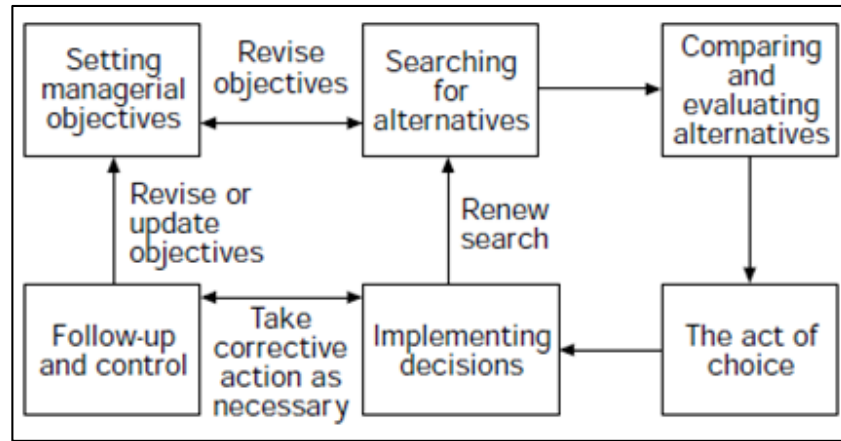 Setting
managerial
objectives
Revise
objectives
Searching
for
alternatives
Comparing
and
evaluating
alternatives
Revise or
update
objectives
Renew
search
Follow-up
and control
Take
corrective
action as
necessary
Implementing
decisions
The act of
choice